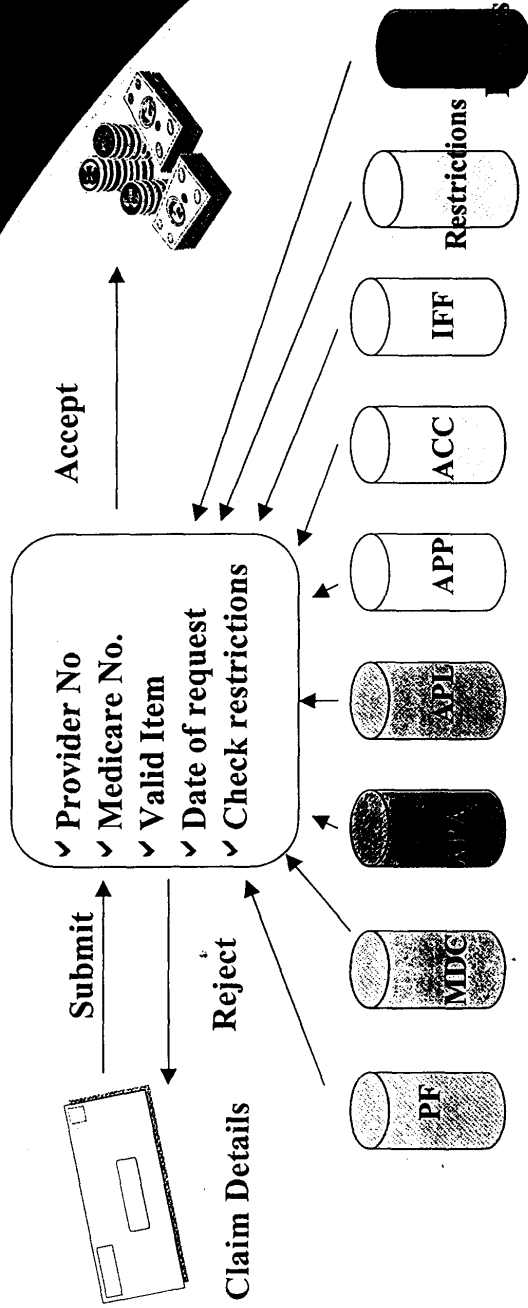 Submit
Accept
Reject
Claim Details
✓ Provider No
✓ Medicare No.
✓ Valid Item
✓ Date of request
✓ Check restrictions
PF
MDC
APL
APP
ACC
IFF
Restrictions